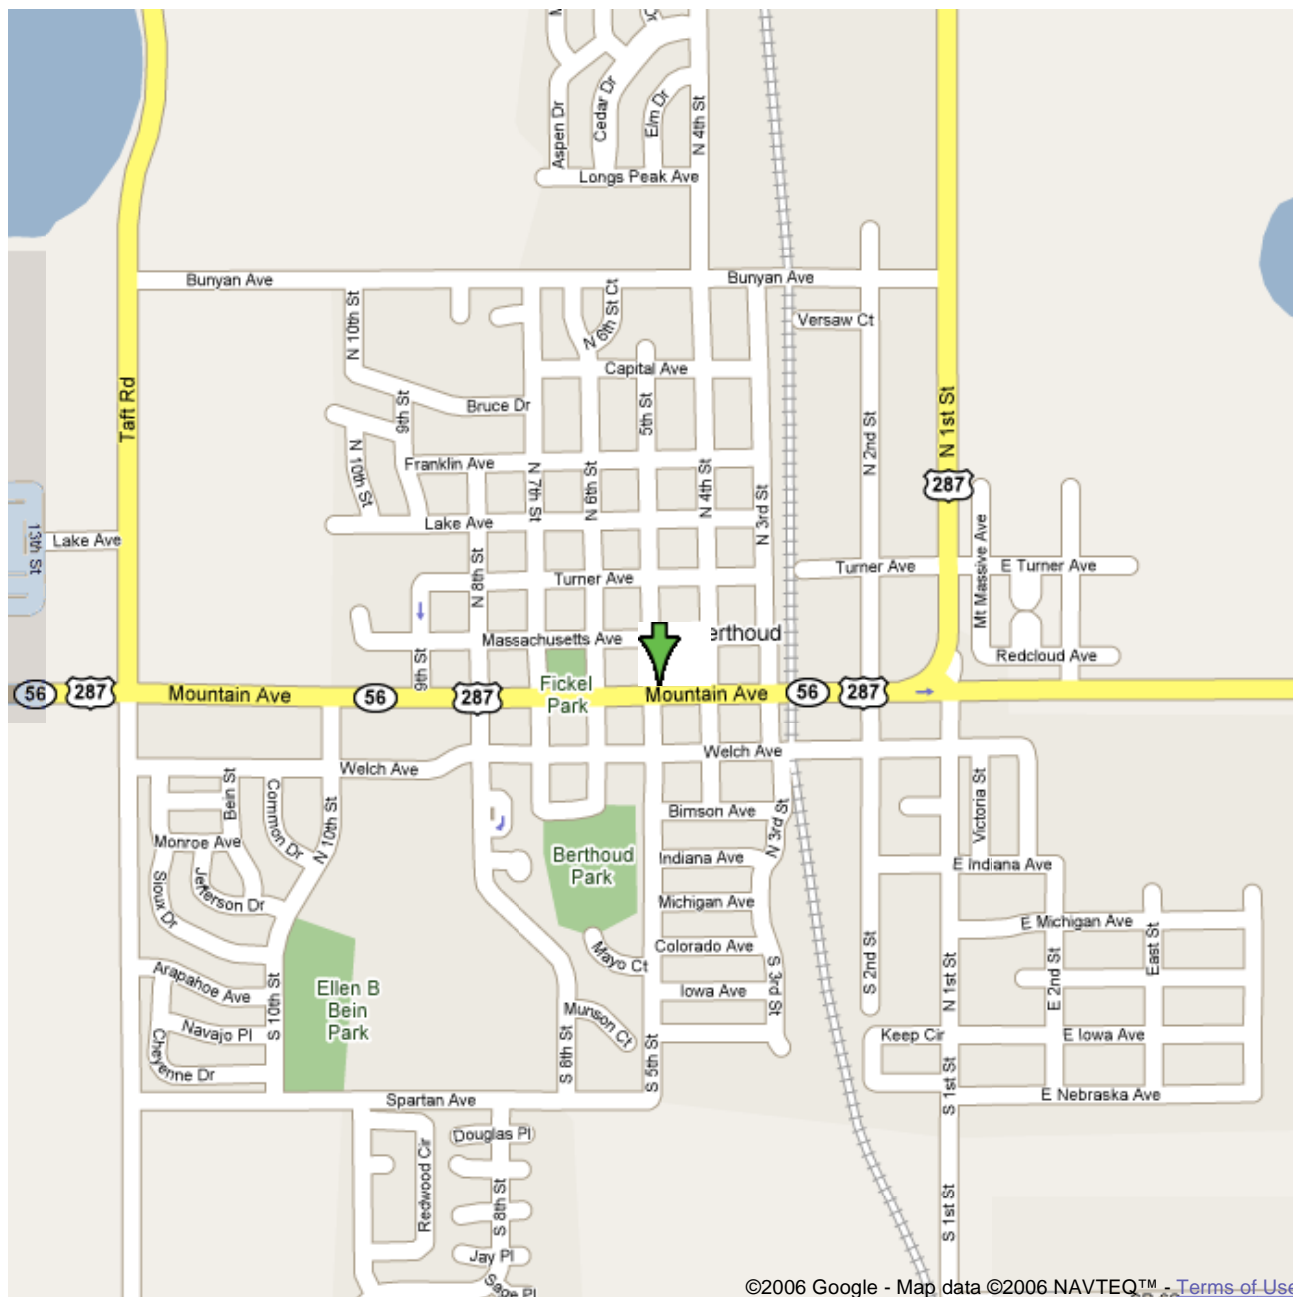 Aspen Dr
Cedar Dr
Elm Dr
N 4th St
Longs Peak Ave
Bunyan Ave
Bunyan Ave
N 10th St
N 6th St Ct
Versaw Ct
Capital Ave
Taft Rd
9th St
Bruce Dr
5th St
N 2nd St
N 1st St
N 10th St
Franklin Ave
N 7th St
N 6th St
N 4th St
N 3rd St
287
13th St
Lake Ave
Lake Ave
Mt Massive Ave
N 8th St
Turner Ave
Turner Ave
E Turner Ave
Massachusetts Ave
erthoud
Redcloud Ave
9th St
56
287
Mountain Ave
56
287
Fickel
Park
Mountain Ave
56
287
Welch Ave
Welch Ave
Bein St
Common Dr
N 10th St
Victoria St
Bimson Ave
N 3rd St
Monroe Ave
Berthoud
Park
Indiana Ave
E Indiana Ave
Sioux Dr
Jefferson Dr
Michigan Ave
E Michigan Ave
Mayo Ct
Colorado Ave
S 2nd St
East St
Arapahoe Ave
S 10th St
Ellen B
Bein
Park
Iowa Ave
S 3rd St
N 1st St
E 2nd St
Navajo Pl
Munson Ct
Keep Cir
E Iowa Ave
Cheyenne Dr
S 8th St
S 5th St
S 1st St
E Nebraska Ave
Spartan Ave
Douglas Pl
Redwood Cir
S 8th St
S 1st St
Jay Pl
Sage Pl
©2006 Google - Map data ©2006 NAVTEQ™ - Terms of Use